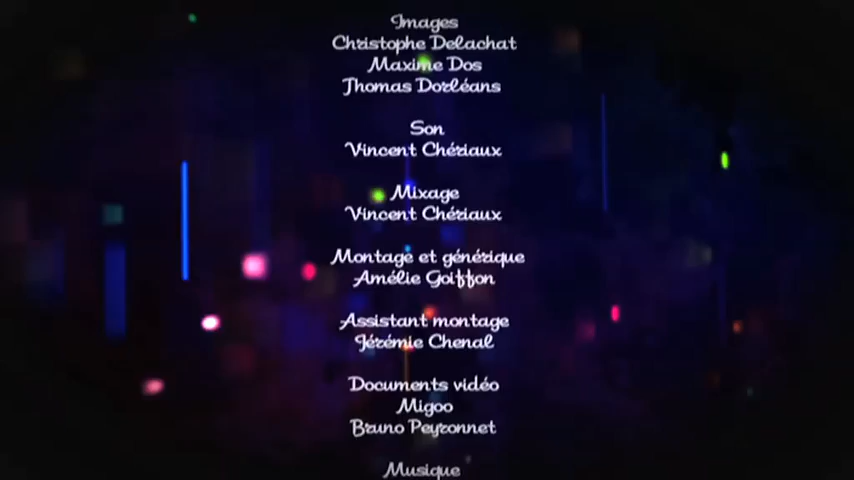 Images
Christophe Delachat
Maxime Dos
Thomas Dorléans
Son
Vincent Chériaux
Mixage
Vincent Chériaux
Montage et générique
Amélie Goiffon
Assistant montage
Jérémie Chenal
Documents vidéo
Migoo
Bruno Peyronnet
Musique